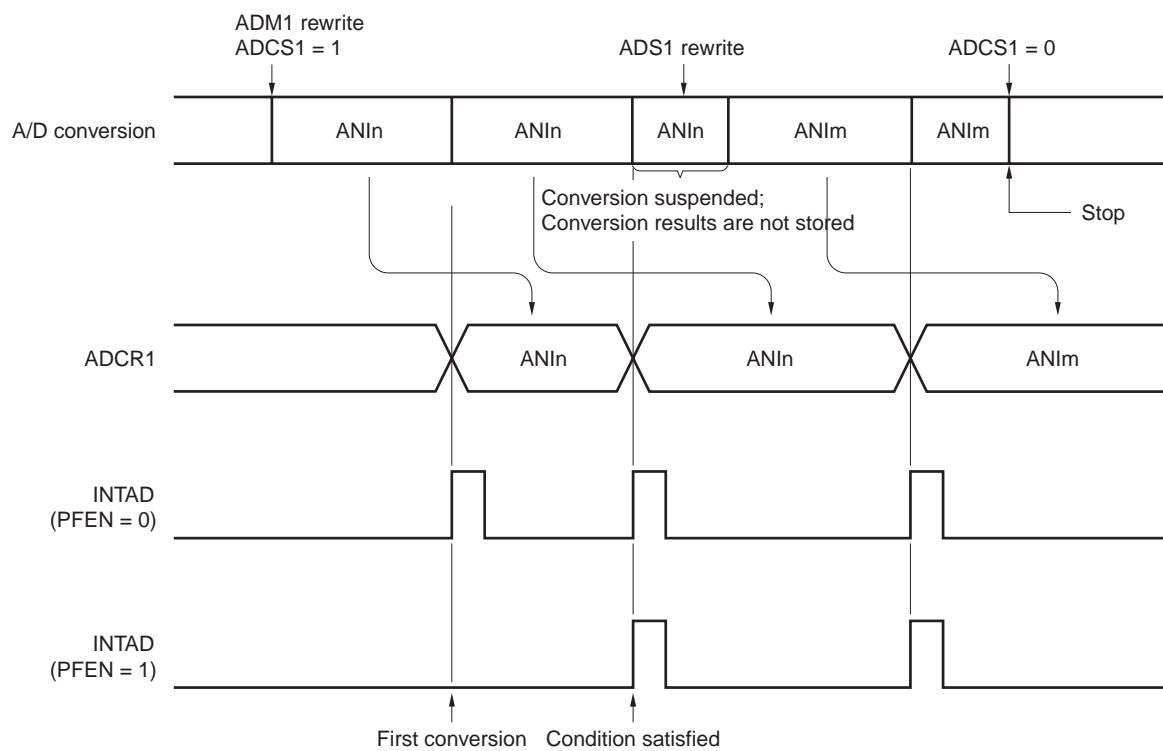 ADM1 rewrite
ADCS1 = 1
ADS1 rewrite
ADCS1 = 0
A/D conversion
ANIn
ANIn
ANIn
ANIm
ANIm
Conversion suspended;
Conversion results are not stored
Stop
ADCR1
ANIn
ANIn
ANIm
INTAD
(PFEN = 0)
INTAD
(PFEN = 1)
First conversion
Condition satisfied